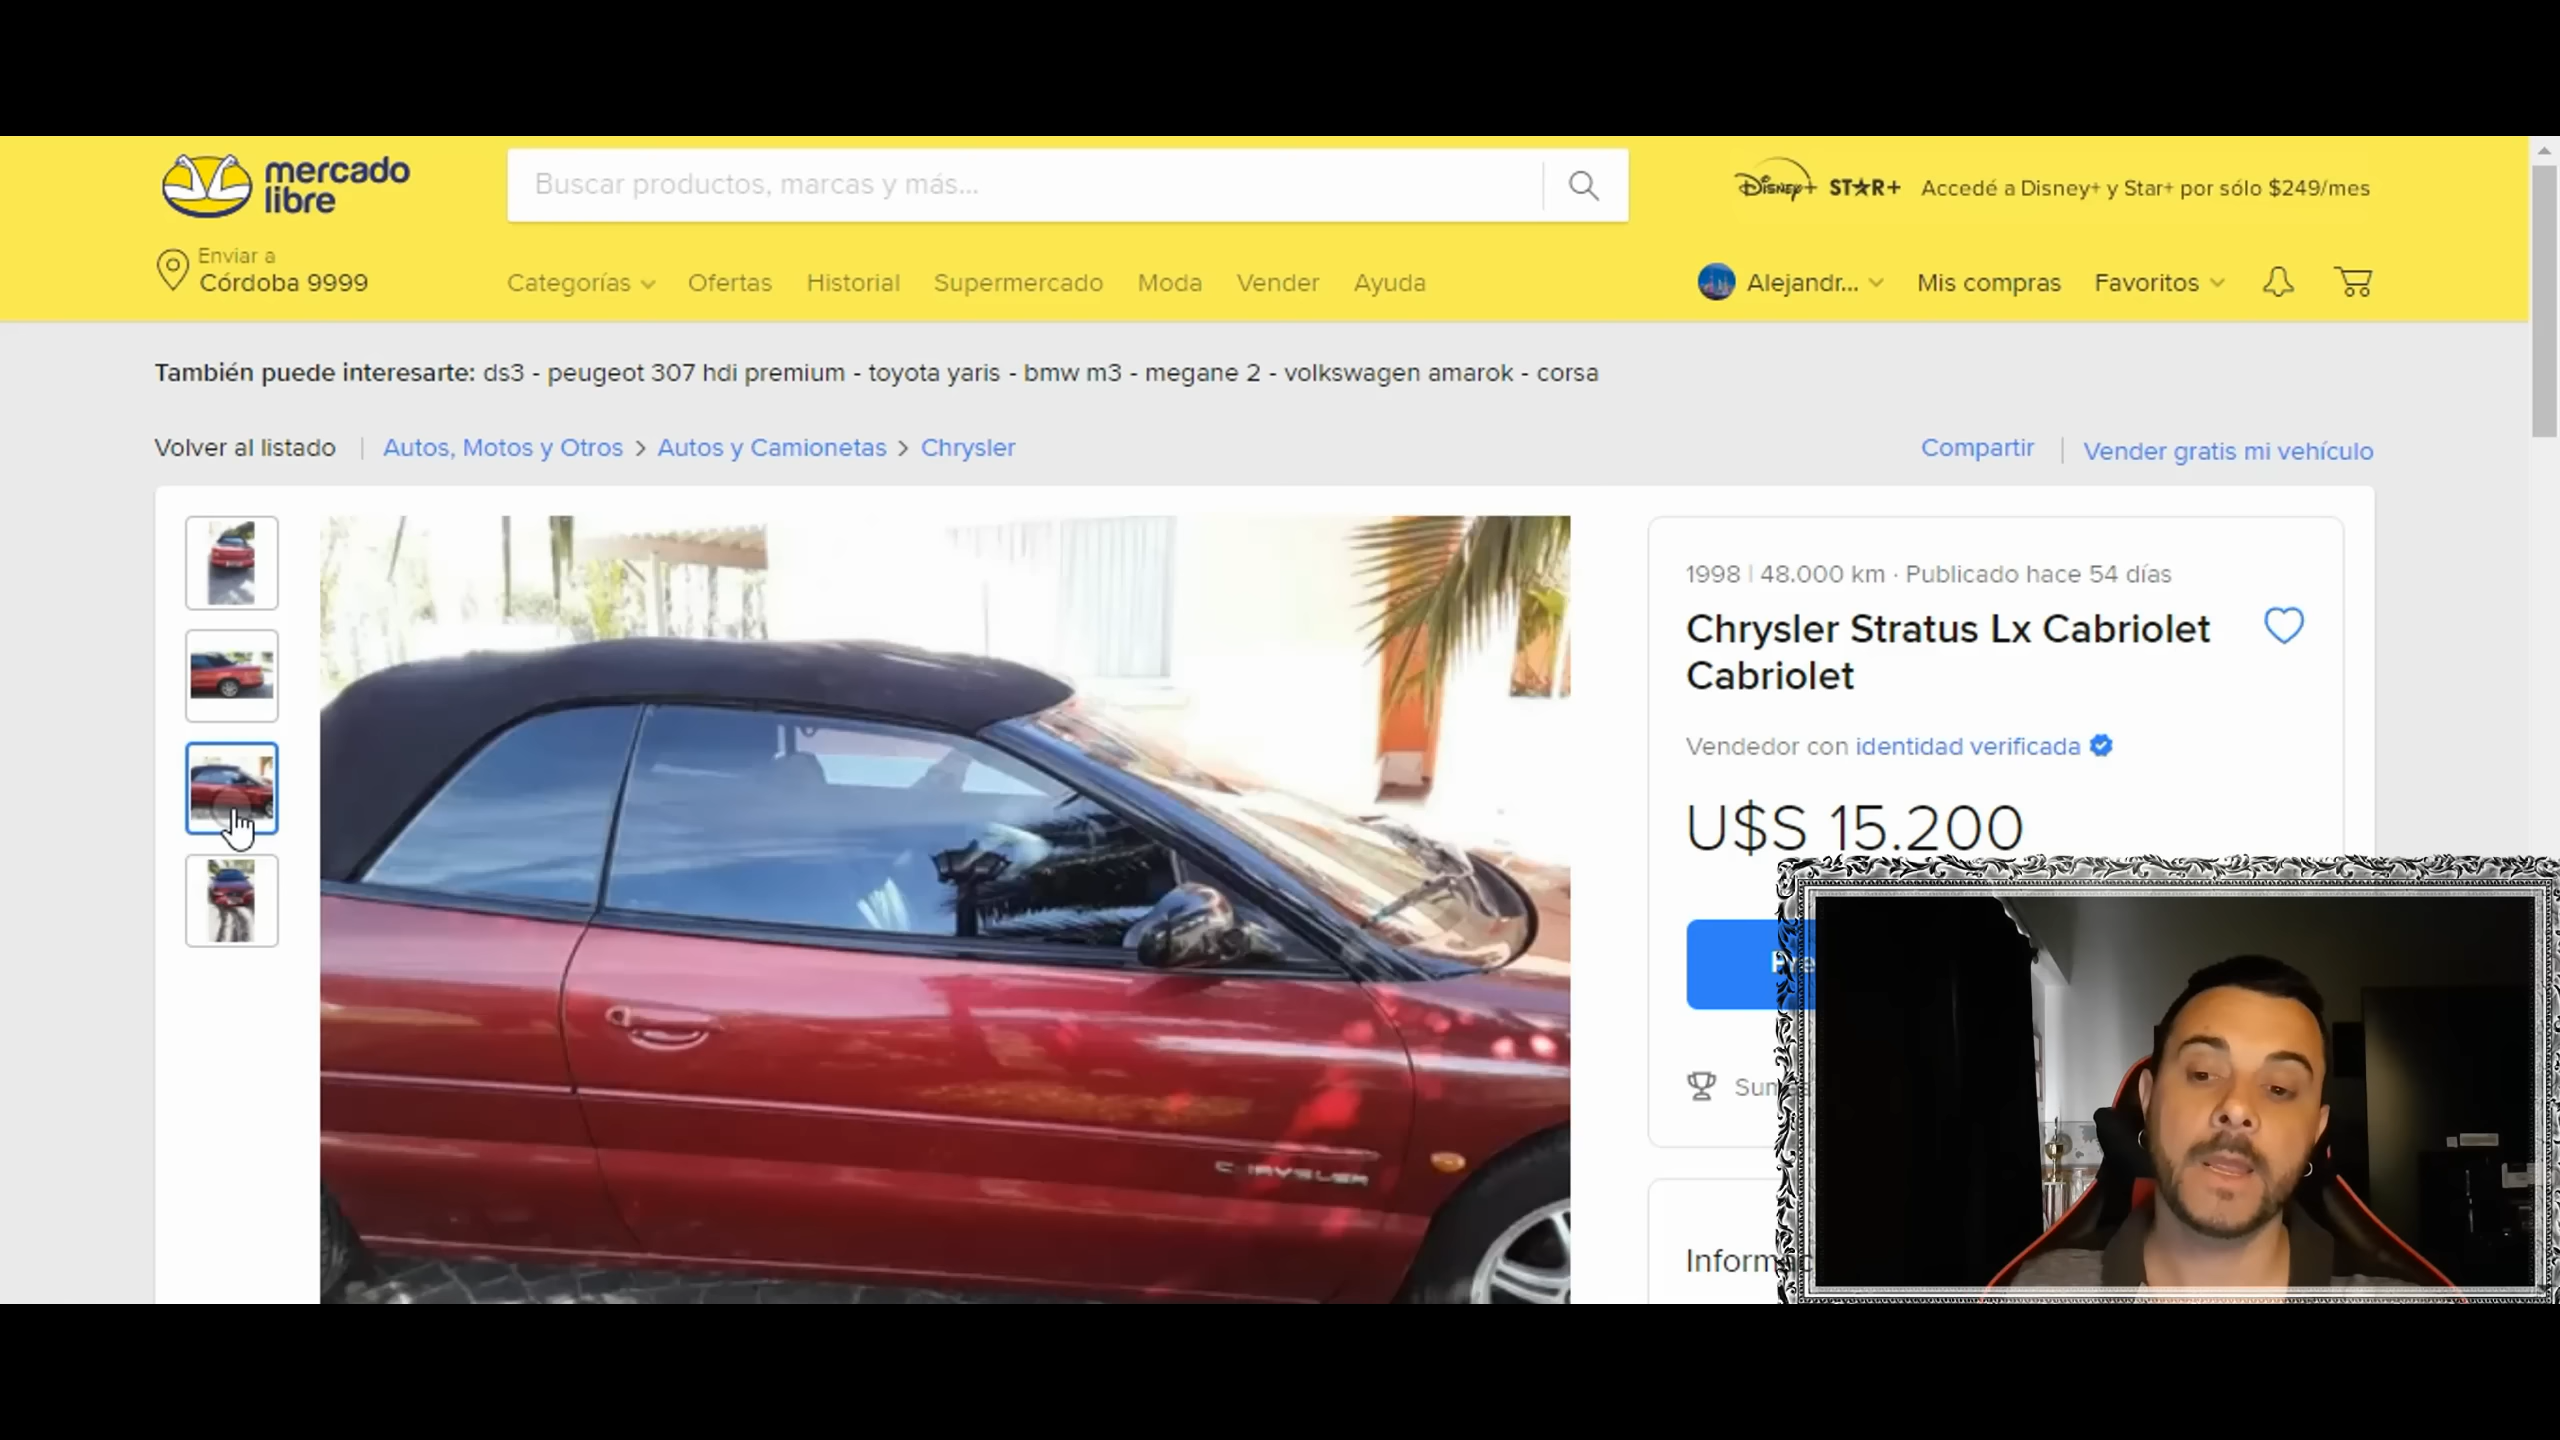 mercado
libre
Buscar productos, marcas y más...
Disney+ STAR+ Accedé a Disney+ y Star+ por sólo $249/mes
Enviar a
Córdoba 9999
Categorías Ofertas Historial Supermercado Moda Vender Ayuda
Alejandr... Mis compras Favoritos
También puede interesarte: ds3 - peugeot 307 hdi premium - toyota yaris - bmw m3 - megane 2 - volkswagen amarok - corsa
Volver al listado | Autos, Motos y Otros > Autos y Camionetas > Chrysler
Compartir | Vender gratis mi vehículo
1998 | 48.000 km · Publicado hace 54 días
Chrysler Stratus Lx Cabriolet
Cabriolet
Vendedor con identidad verificada
U$S 15.200
CHRYSLER